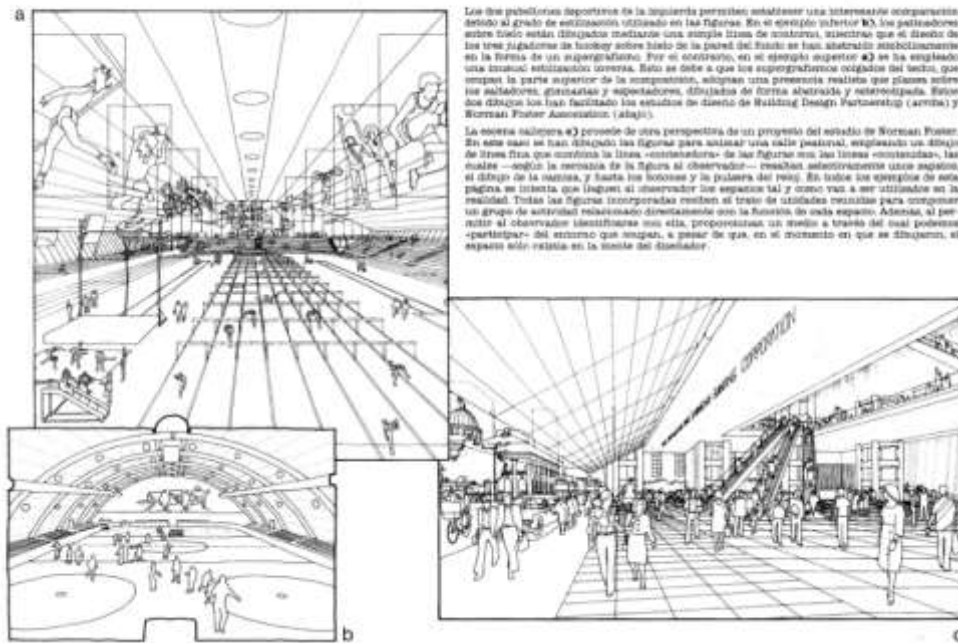 a
Los dos pabellones deportivos de la izquierda permiten establecer una interesante comparación
debido al grado de estilización utilizado en las figuras. En el ejemplo inferior b), los patinadores
sobre hielo están dibujados mediante una simple línea de contorno, mientras que el diseño de
los tres jugadores de hockey sobre hielo de la pared del fondo se han abstraído simbólicamente
en la forma de un supergrafismo. Por el contrario, en el ejemplo superior a) se ha empleado
una inusual estilización inversa. Esto se debe a que los supergrafismos colgados del techo, que
ocupan la parte superior de la composición, adoptan una presencia realista que planea sobre
los saltadores, gimnastas y espectadores, dibujados de forma abstraída y estereotipada. Estos
dos dibujos los han facilitado los estudios de diseño de Building Design Partnership (arriba) y
Norman Foster Association (abajo).
La escena callejera c) procede de otra perspectiva de un proyecto del estudio de Norman Foster.
En este caso se han dibujado las figuras para animar una calle peatonal, empleando un dibujo
de línea fina que combina la línea «contenedora» de las figuras con las líneas «contenidas», las
cuales —según la cercanía de la figura al observador— resaltan selectivamente unos zapatos,
el dibujo de la camisa, y hasta los botones y la pulsera del reloj. En todos los ejemplos de esta
página se intenta que lleguen al observador los espacios tal y como van a ser utilizados en la
realidad. Todas las figuras incorporadas reciben el trato de unidades reunidas para componer
un grupo de actividad relacionado directamente con la función de cada espacio. Además, al per-
mitir al observador identificarse con ella, proporcionan un medio a través del cual podemos
«participar» del entorno que ocupan, a pesar de que, en el momento en que se dibujaron, el
espacio sólo existía en la mente del diseñador.
BANKING CORPORATION
b
c